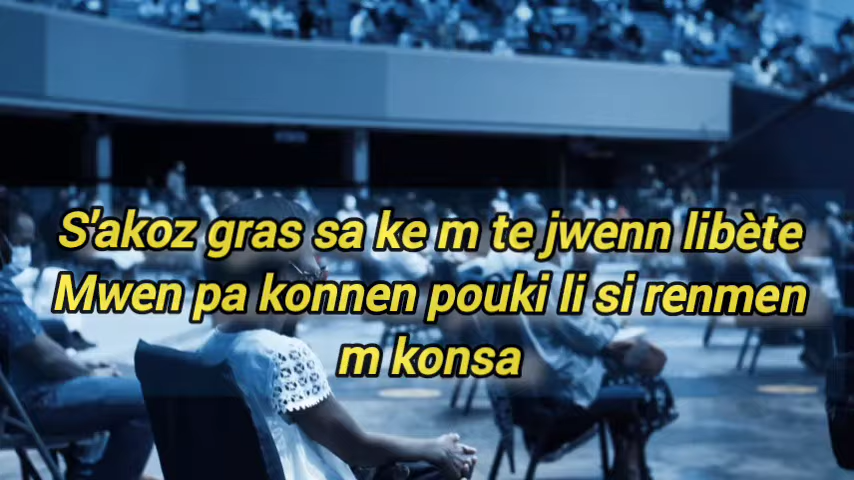 S'akoz gras sa ke m te jwenn libète
Mwen pa konnen pouki li si renmen
m konsa